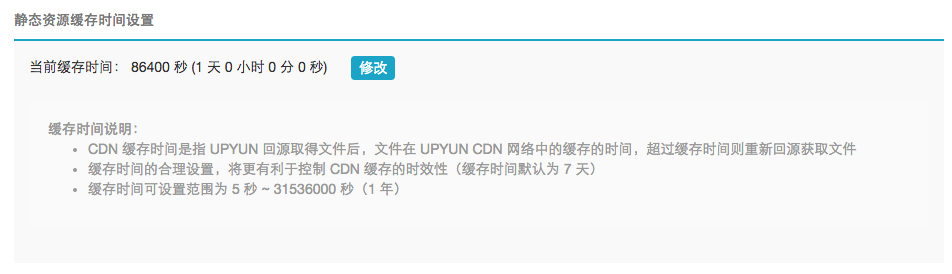 静态资源缓存时间设置
当前缓存时间： 86400 秒 (1 天 0 小时 0 分 0 秒) 修改
缓存时间说明：
• CDN 缓存时间是指 UPYUN 回源取得文件后，文件在 UPYUN CDN 网络中的缓存的时间，超过缓存时间则重新回源获取文件
• 缓存时间的合理设置，将更有利于控制 CDN 缓存的时效性（缓存时间默认为 7 天）
• 缓存时间可设置范围为 5 秒 ~ 31536000 秒（1 年）